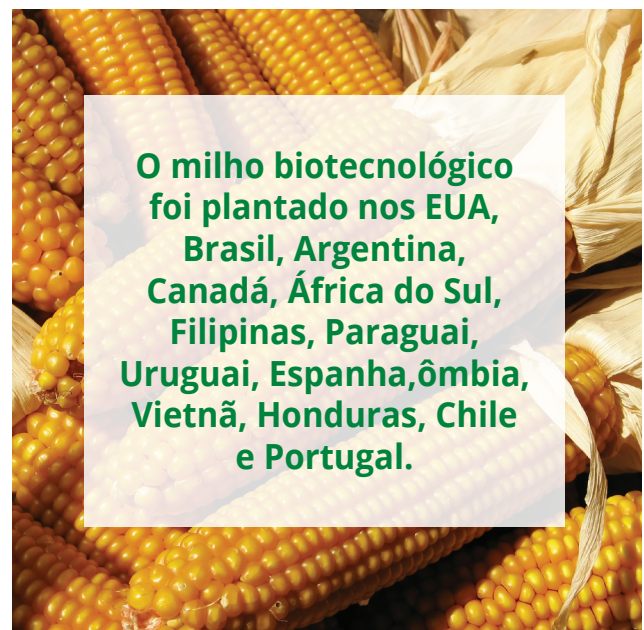 O milho biotecnológico
foi plantado nos EUA,
Brasil, Argentina,
Canadá, África do Sul,
Filipinas, Paraguai,
Uruguai, Espanha,ômbia,
Vietnã, Honduras, Chile
e Portugal.